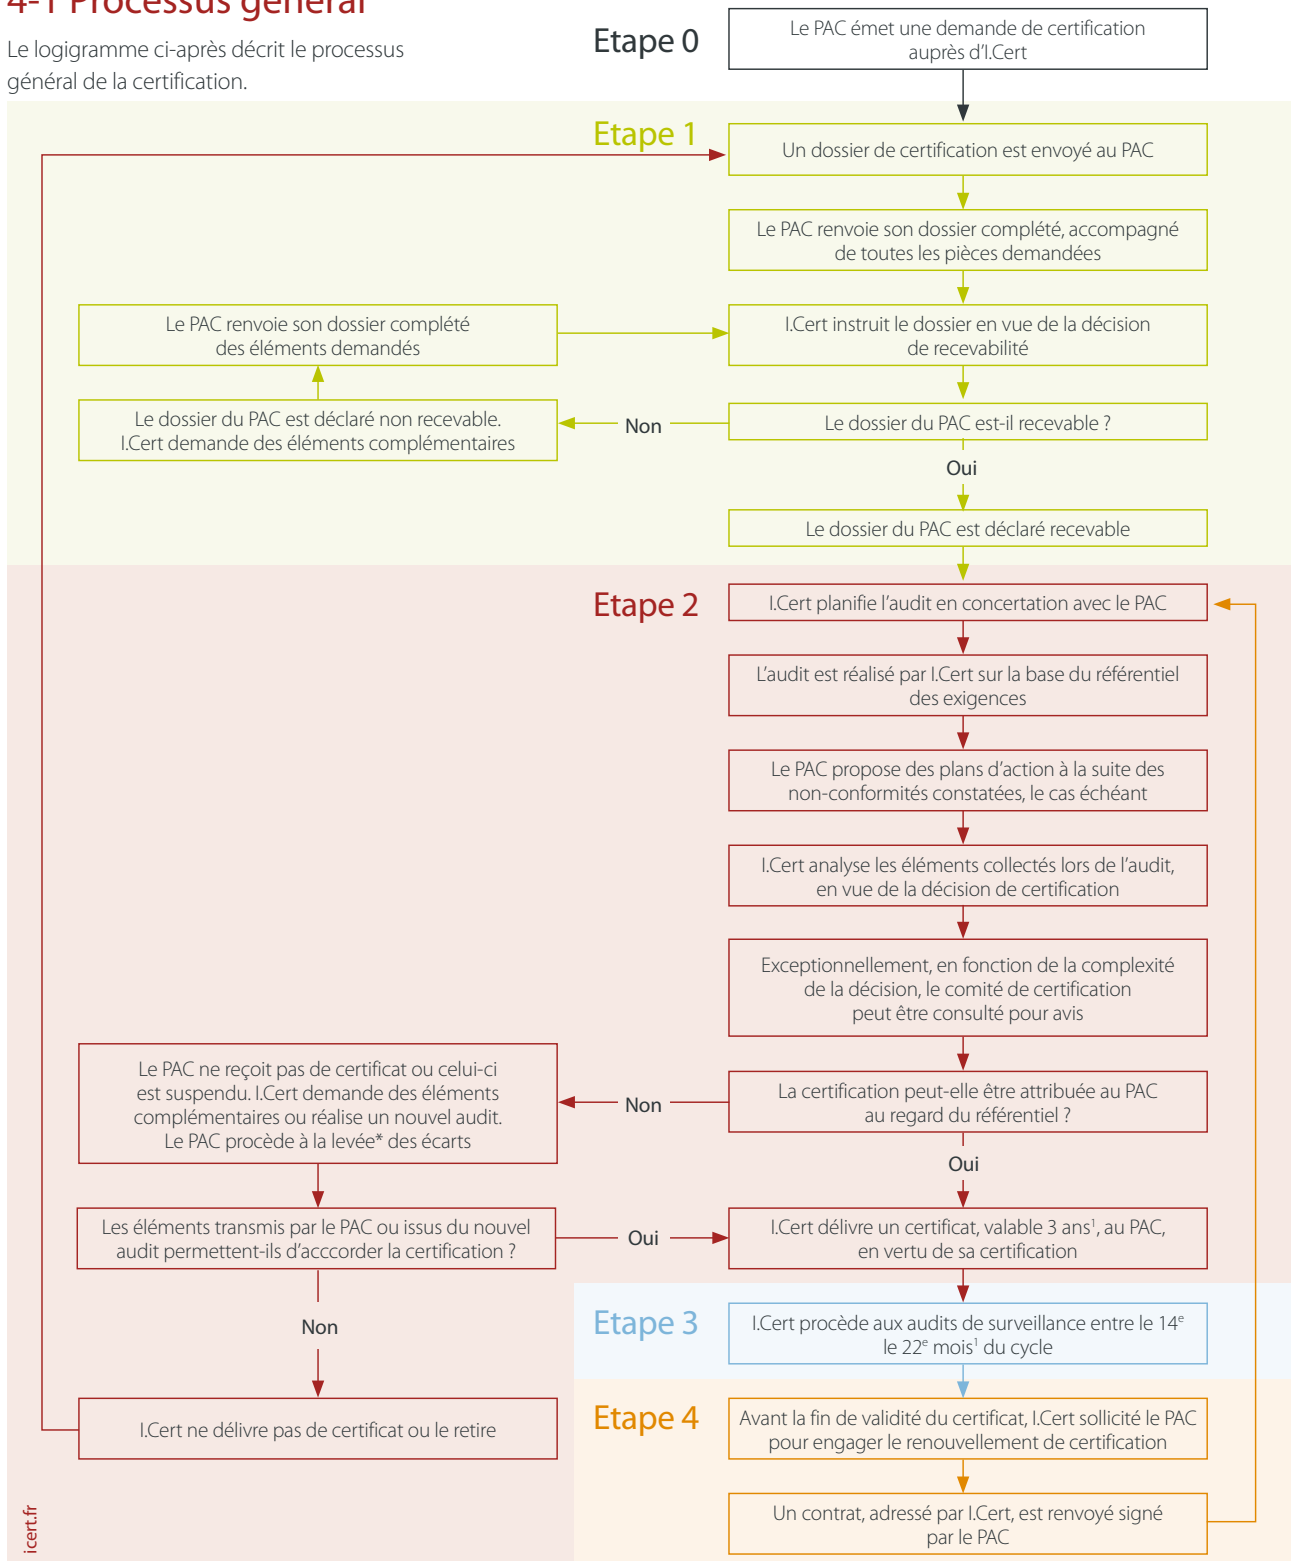 4-1 Processus général
Le logigramme ci-après décrit le processus
général de la certification.
Etape 0
Le PAC émet une demande de certification
auprès d'I.Cert
Etape 1
Un dossier de certification est envoyé au PAC
Le PAC renvoie son dossier complété, accompagné
de toutes les pièces demandées
Le PAC renvoie son dossier complété
des éléments demandés
I.Cert instruit le dossier en vue de la décision
de recevabilité
Le dossier du PAC est déclaré non recevable.
I.Cert demande des éléments complémentaires
Non
Le dossier du PAC est-il recevable ?
Oui
Le dossier du PAC est déclaré recevable
Etape 2
I.Cert planifie l'audit en concertation avec le PAC
L'audit est réalisé par I.Cert sur la base du référentiel
des exigences
Le PAC propose des plans d'action à la suite des
non-conformités constatées, le cas échéant
I.Cert analyse les éléments collectés lors de l'audit,
en vue de la décision de certification
Exceptionnellement, en fonction de la complexité
de la décision, le comité de certification
peut être consulté pour avis
Le PAC ne reçoit pas de certificat ou celui-ci
est suspendu. I.Cert demande des éléments
complémentaires ou réalise un nouvel audit.
Le PAC procède à la levée* des écarts
Non
La certification peut-elle être attribuée au PAC
au regard du référentiel ?
Oui
Les éléments transmis par le PAC ou issus du nouvel
audit permettent-ils d'acccorder la certification ?
Oui
I.Cert délivre un certificat, valable 3 ans¹, au PAC,
en vertu de sa certification
Non
Etape 3
I.Cert procède aux audits de surveillance entre le 14e
le 22e mois¹ du cycle
I.Cert ne délivre pas de certificat ou le retire
Etape 4
Avant la fin de validité du certificat, I.Cert sollicité le PAC
pour engager le renouvellement de certification
Un contrat, adressé par I.Cert, est renvoyé signé
par le PAC
icert.fr